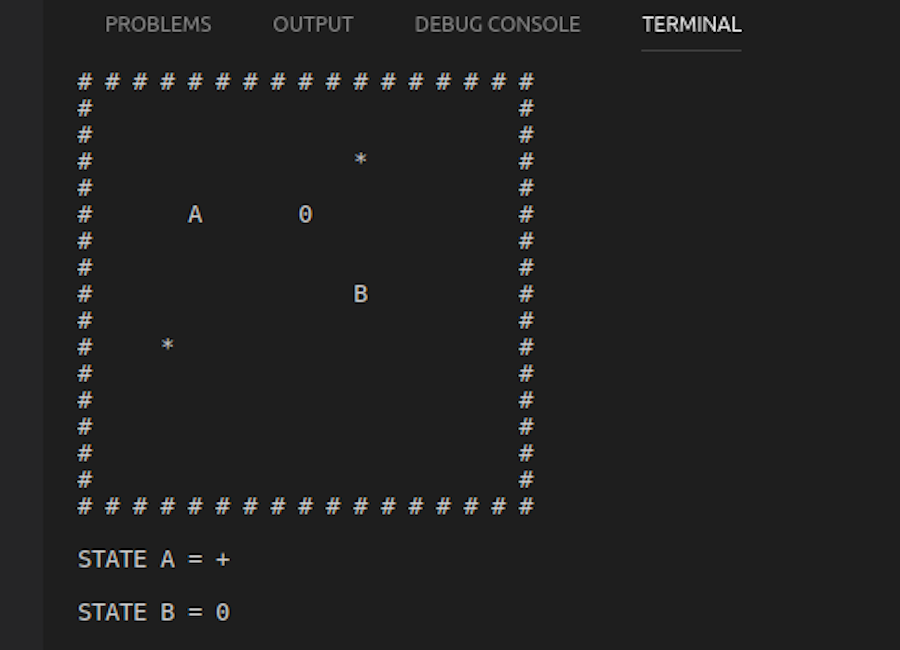 PROBLEMS OUTPUT DEBUG CONSOLE TERMINAL
# # # # # # # # # # # # # # # # #
#                               #
#                               #
#                   *           #
#                               #
#       A       0               #
#                               #
#                               #
#                   B           #
#                               #
#     *                         #
#                               #
#                               #
#                               #
#                               #
#                               #
# # # # # # # # # # # # # # # # #
STATE A = +
STATE B = 0